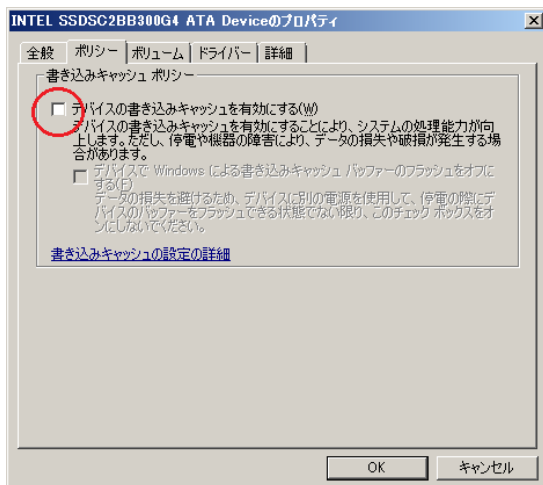 INTEL SSDSC2BB300G4 ATA Deviceのプロパティ
全般 ポリシー ボリューム ドライバー 詳細
書き込みキャッシュ ポリシー
デバイスの書き込みキャッシュを有効にする(W)
デバイスの書き込みキャッシュを有効にすることにより、システムの処理能力が向
上します。ただし、停電や機器の障害により、データの損失や破損が発生する場
合があります。
デバイスで Windows による書き込みキャッシュ バッファーのフラッシュをオフに
する(F)
データの損失を避けるため、デバイスに別の電源を使用して、停電の際にデ
バイスのバッファーをフラッシュできる状態でない限り、このチェック ボックスをオ
ンにしないでください。
書き込みキャッシュの設定の詳細
OK キャンセル